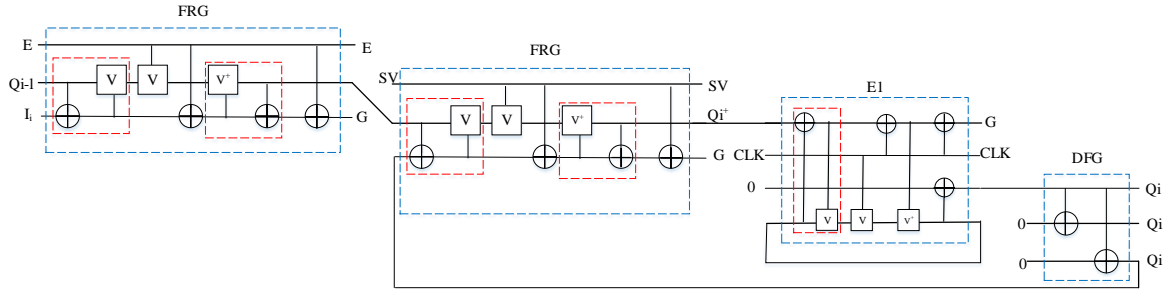 FRG
E
E
Qi-1
V
V
V+
Ii
G
FRG
SV
SV
V
V
V+
Qi+
G
E1
G
CLK
CLK
0
V
V
V+
DFG
Qi
0
Qi
0
Qi